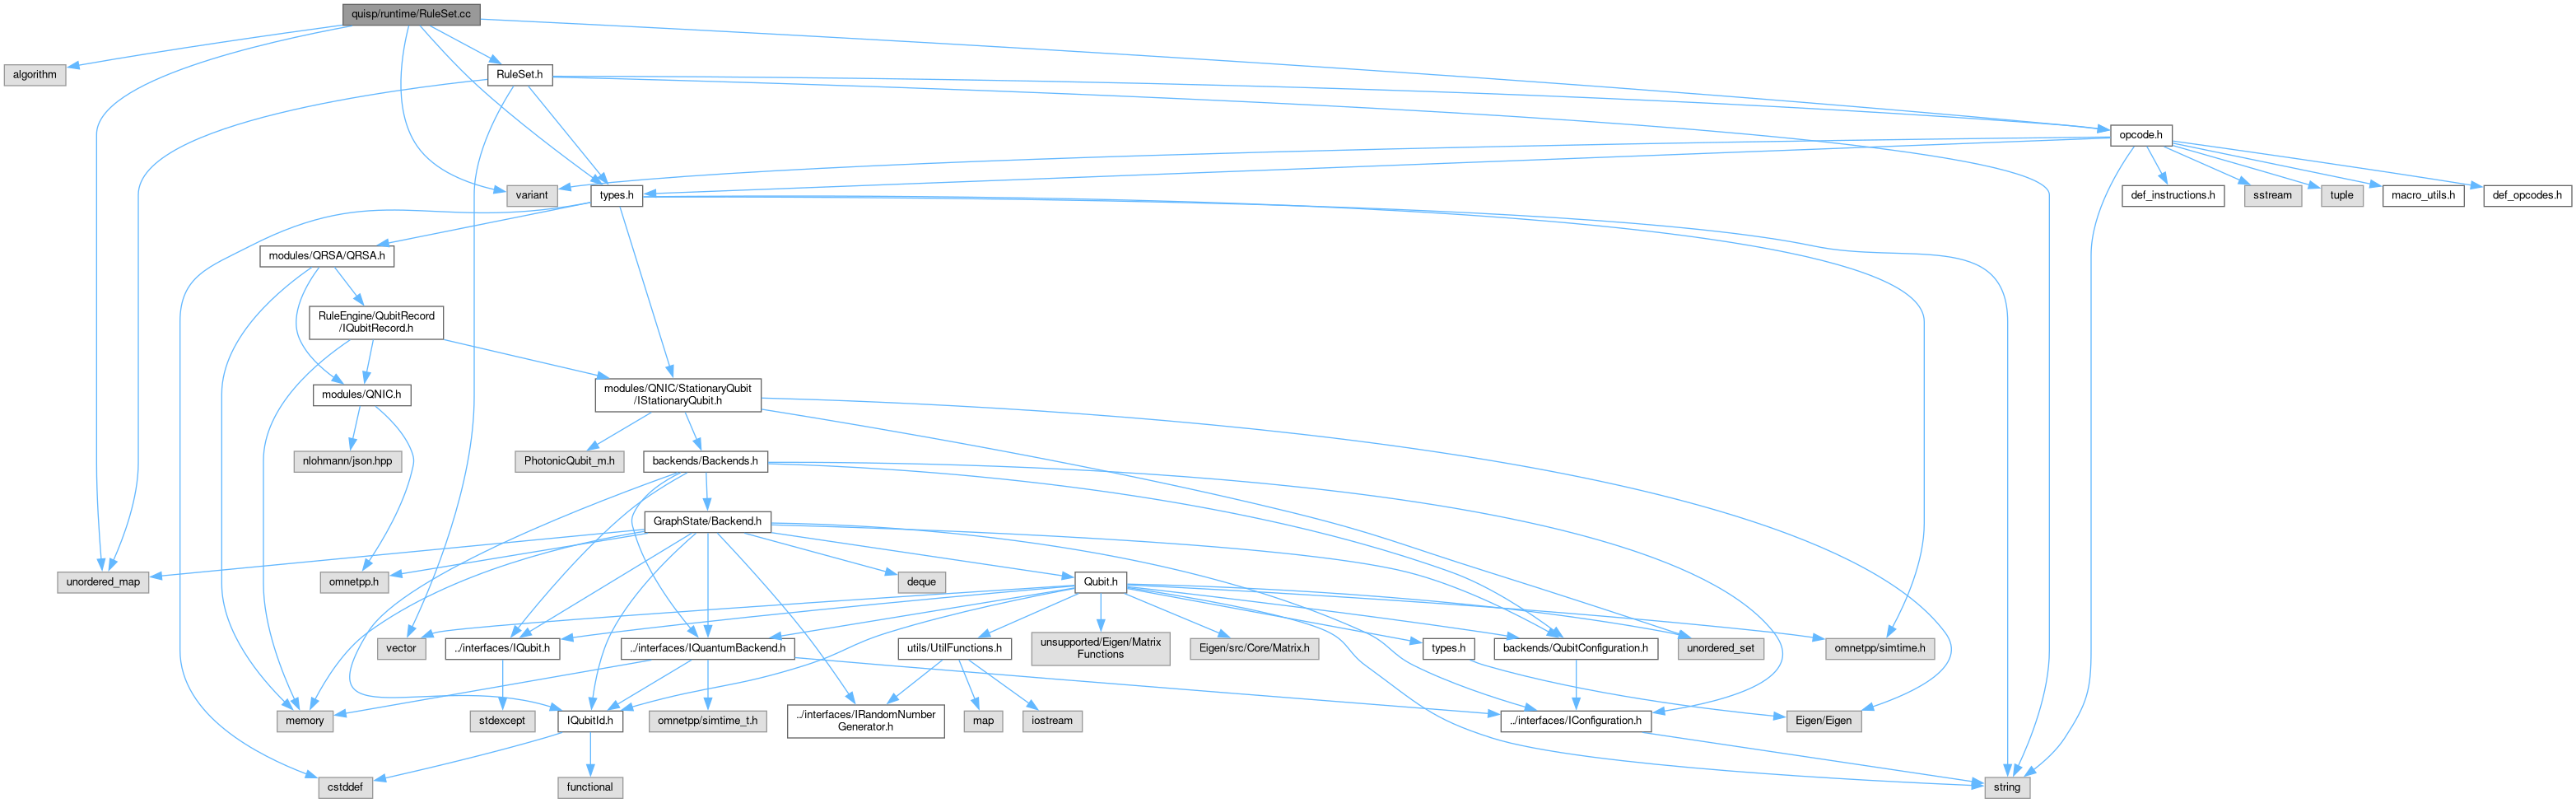 quisp/runtime/RuleSet.cc
algorithm
RuleSet.h
opcode.h
variant
types.h
def_instructions.h
sstream
tuple
macro_utils.h
def_opcodes.h
modules/QRSA/QRSA.h
RuleEngine/QubitRecord
/IQubitRecord.h
modules/QNIC.h
modules/QNIC/StationaryQubit
/IStationaryQubit.h
nlohmann/json.hpp
PhotonicQubit_m.h
backends/Backends.h
GraphState/Backend.h
unordered_map
omnetpp.h
deque
Qubit.h
vector
../interfaces/IQubit.h
../interfaces/IQuantumBackend.h
utils/UtilFunctions.h
unsupported/Eigen/Matrix
Functions
Eigen/src/Core/Matrix.h
types.h
backends/QubitConfiguration.h
unordered_set
omnetpp/simtime.h
memory
stdexcept
IQubitId.h
omnetpp/simtime_t.h
../interfaces/IRandomNumber
Generator.h
map
iostream
../interfaces/IConfiguration.h
Eigen/Eigen
cstddef
functional
string